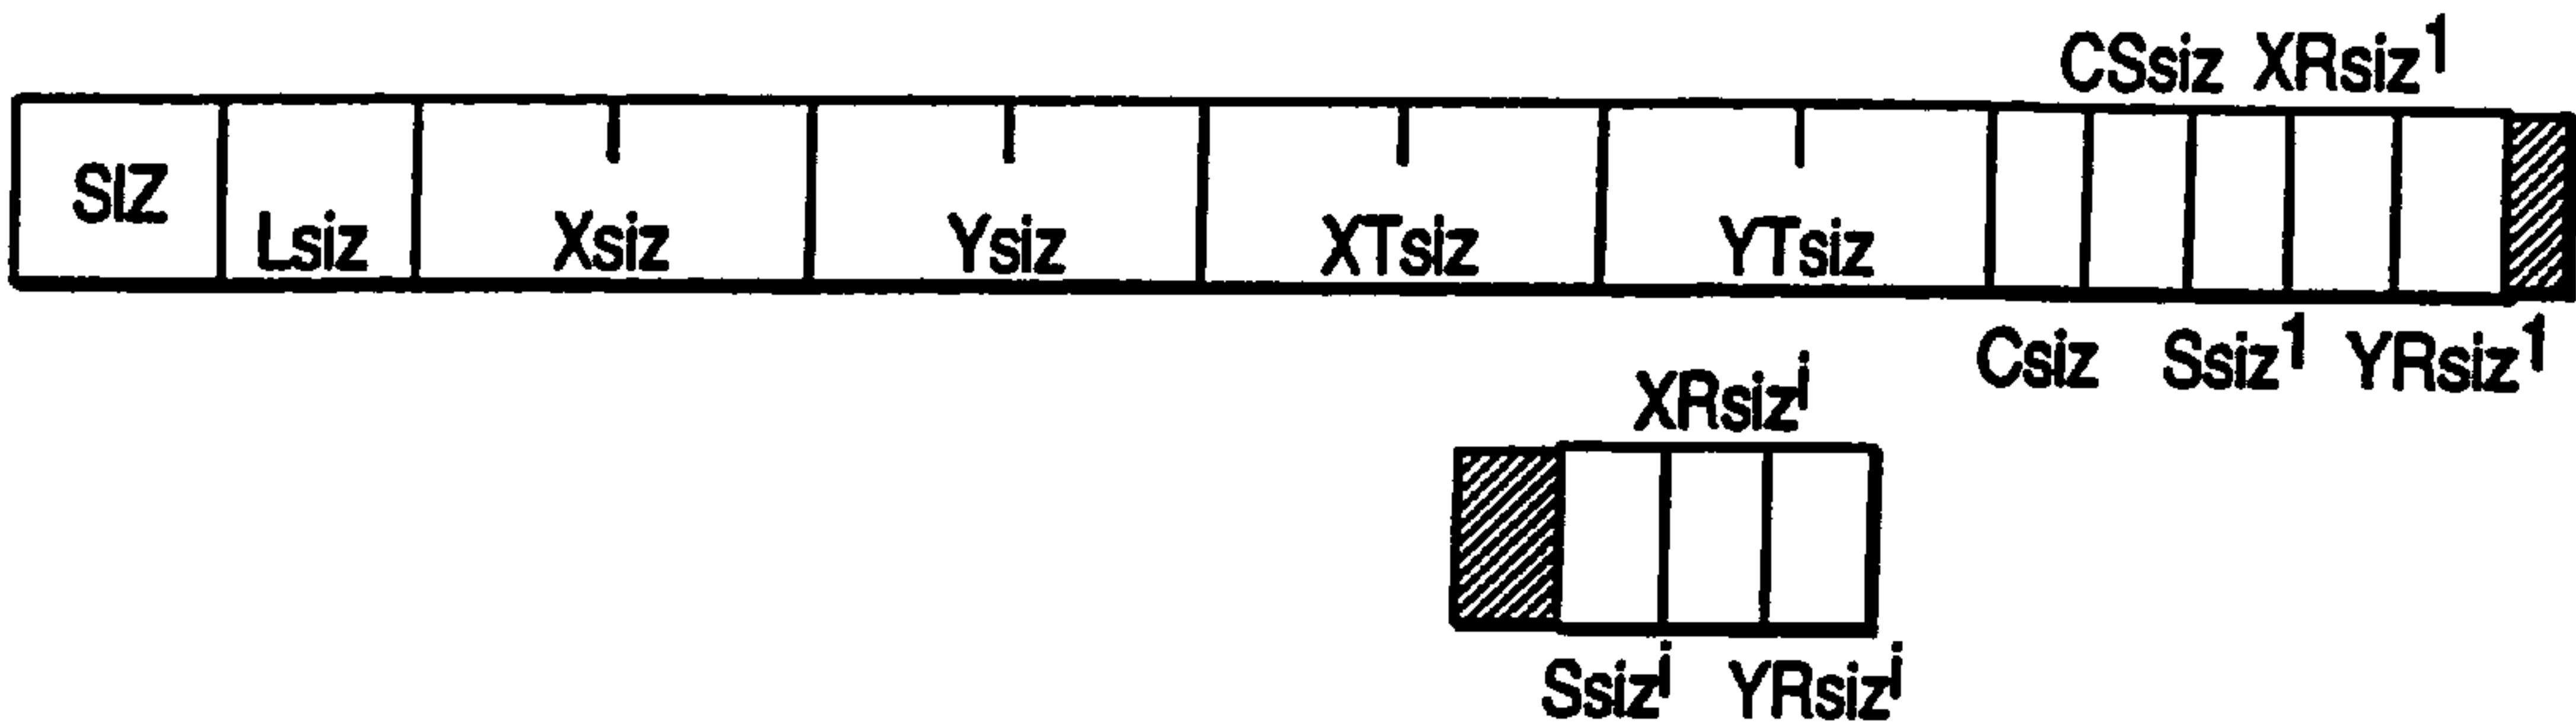 CSsiz XRsiz¹
SIZ Lsiz Xsiz Ysiz XTsiz YTsiz
Csiz Ssiz¹ YRsiz¹
XRsizⁱ
Ssizⁱ YRsizⁱ